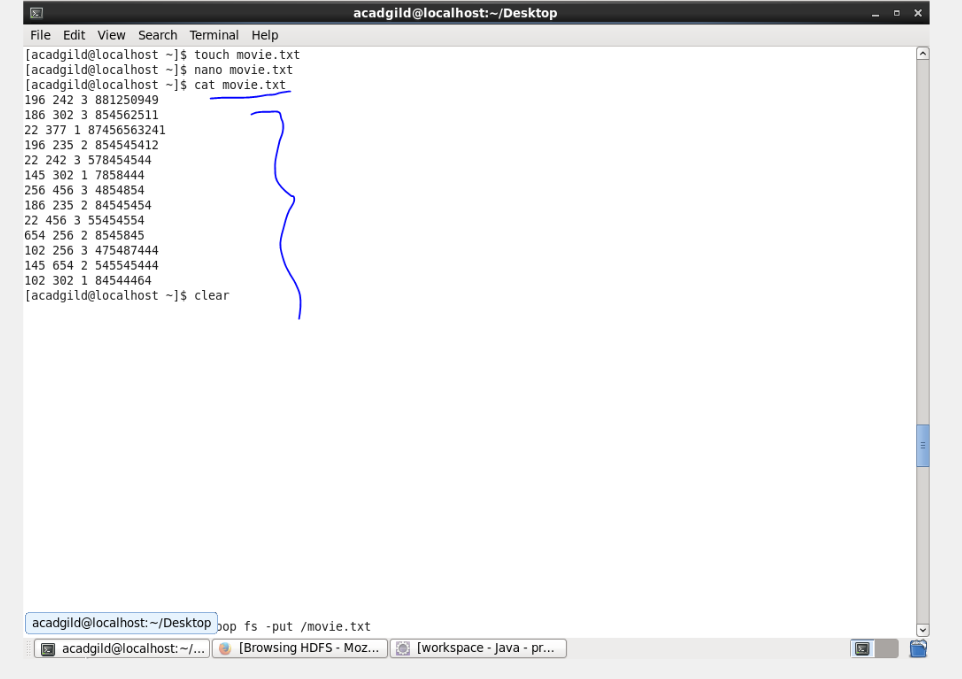 acadgild@localhost:~/Desktop
File Edit View Search Terminal Help
[acadgild@localhost ~]$ touch movie.txt
[acadgild@localhost ~]$ nano movie.txt
[acadgild@localhost ~]$ cat movie.txt
196 242 3 881250949
186 302 3 854562511
22 377 1 87456563241
196 235 2 854545412
22 242 3 578454544
145 302 1 7858444
256 456 3 4854854
186 235 2 84545454
22 456 3 55454554
654 256 2 8545845
102 256 3 475487444
145 654 2 545545444
102 302 1 84544464
[acadgild@localhost ~]$ clear
acadgild@localhost:~/Desktop
oop fs -put /movie.txt
acadgild@localhost:~/... [Browsing HDFS - Moz... [workspace - Java - pr...